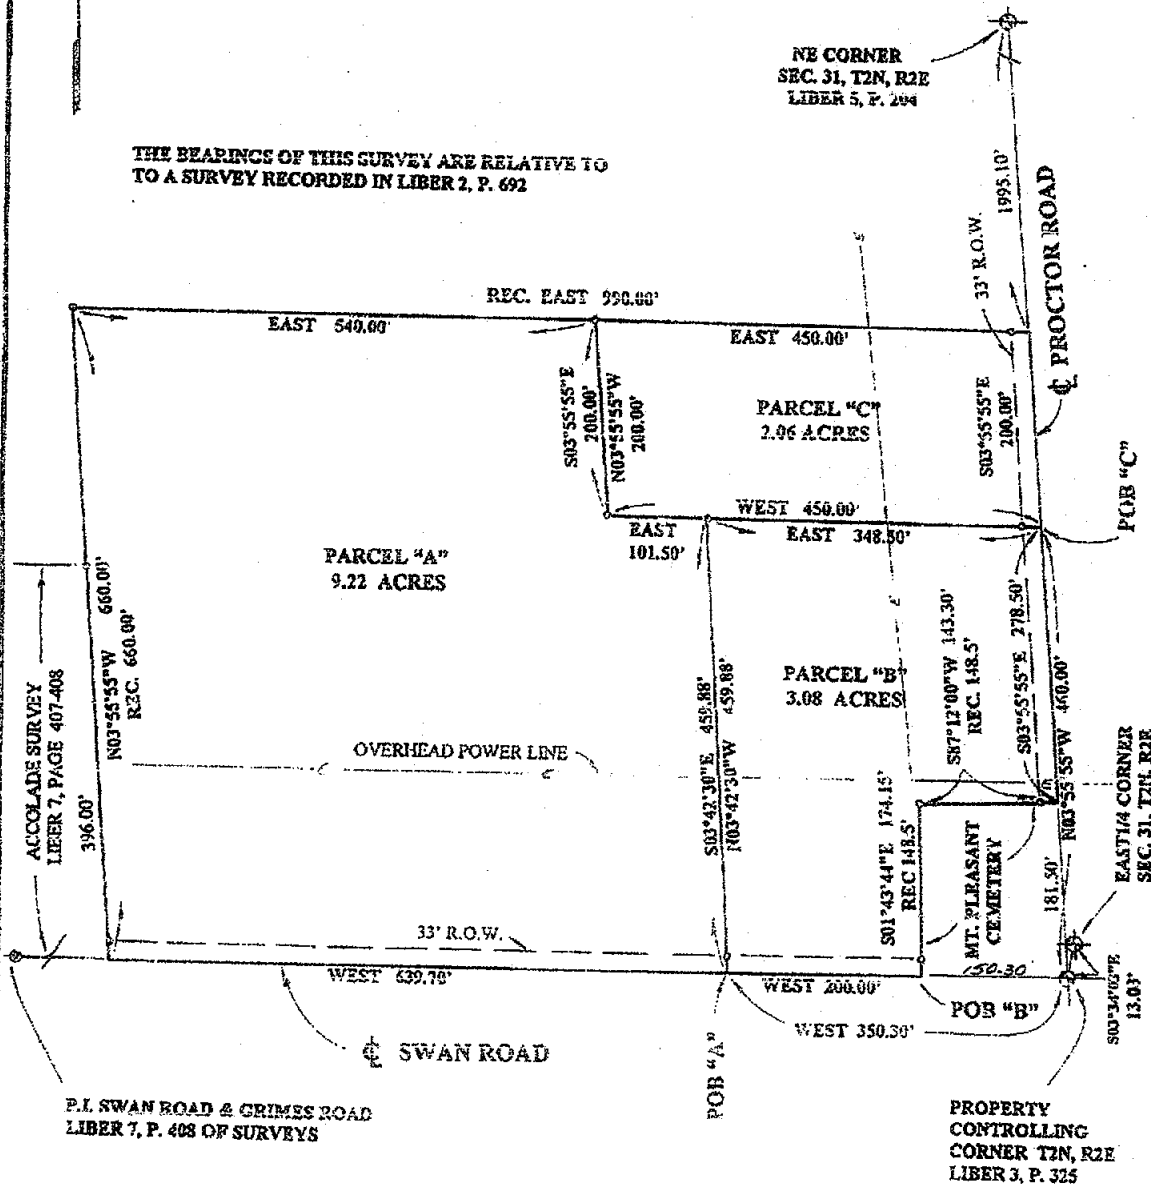 NE CORNER
SEC. 31, T2N, R2E
LIBER 5, P. 204
THE BEARINGS OF THIS SURVEY ARE RELATIVE TO
TO A SURVEY RECORDED IN LIBER 2, P. 692
1995.10'
33' R.O.W.
℄ PROCTOR ROAD
REC. EAST 990.00'
EAST 540.00'
EAST 450.00'
S03°55'55"E
200.00'
N03°55'55"W
200.00'
PARCEL "C"
2.06 ACRES
S03°55'55"E
200.00'
POB "C"
WEST 450.00'
EAST
101.50'
EAST 348.50'
PARCEL "A"
9.22 ACRES
ACCOLADE SURVEY
LIBER 7, PAGE 407-408
396.00'
N03°55'55"W 660.00'
REC. 660.00'
S03°42'30"E 459.88'
N03°42'30"W 459.88'
PARCEL "B"
3.08 ACRES
S87°12'00"W 143.30'
REC. 148.5'
S03°55'55"E 278.50'
N03°55'55"W 460.00'
OVERHEAD POWER LINE
S01°43'44"E 174.15'
REC 148.5'
MT. PLEASANT
CEMETERY
181.50'
EAST 1/4 CORNER
SEC. 31, T2N, R2E
33' R.O.W.
WEST 639.70'
WEST 200.00'
150.30
S03°34'02"E
13.03'
POB "B"
WEST 350.30'
POB "A"
℄ SWAN ROAD
P.I. SWAN ROAD & GRIMES ROAD
LIBER 7, P. 408 OF SURVEYS
PROPERTY
CONTROLLING
CORNER T2N, R2E
LIBER 3, P. 325